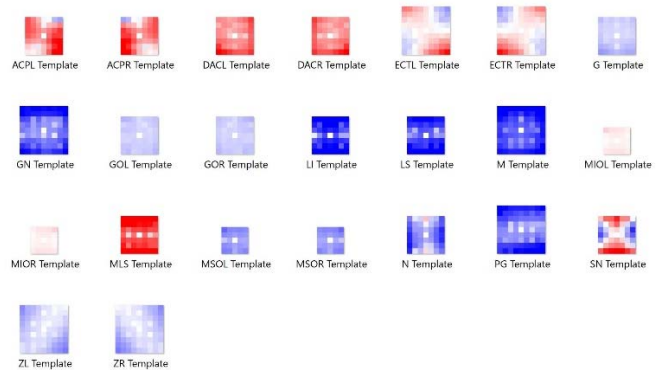 ACPL Template ACPR Template DACL Template DACR Template ECTL Template ECTR Template G Template
GN Template GOL Template GOR Template LI Template LS Template M Template MIOL Template
MIOR Template MLS Template MSOL Template MSOR Template N Template PG Template SN Template
ZL Template ZR Template